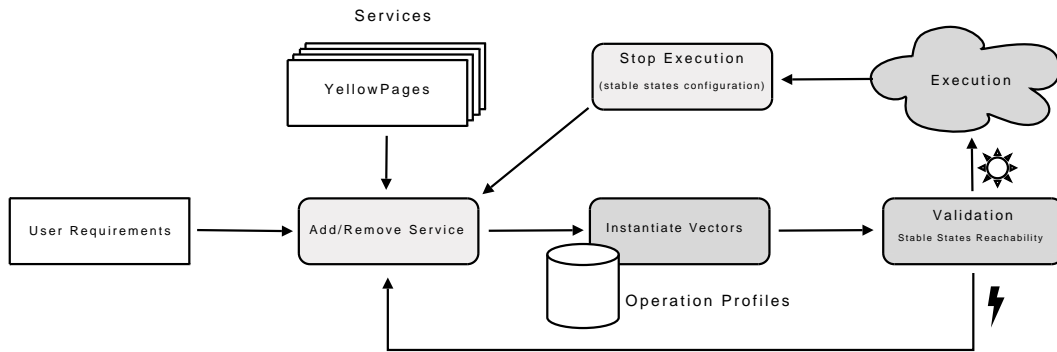 Services
YellowPages
Stop Execution
(stable states configuration)
Execution
User Requirements
Add/Remove Service
Instantiate Vectors
Validation
Stable States Reachability
Operation Profiles